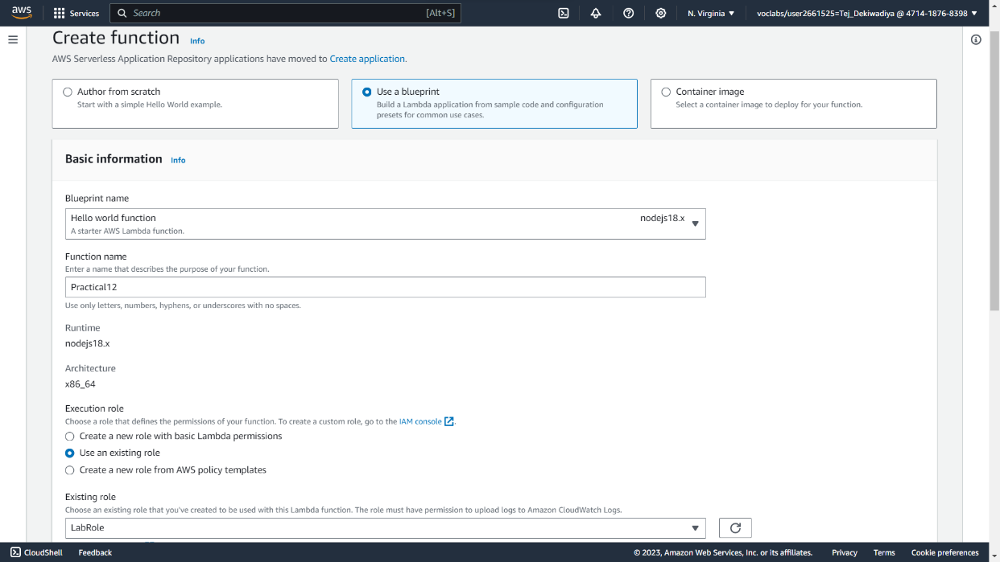 aws
Services
Search
[Alt+S]
N. Virginia
voclabs/user2661525=Tej_Dekiwadiya @ 4714-1876-8398
Create function
Info
AWS Serverless Application Repository applications have moved to Create application.
Author from scratch
Start with a simple Hello World example.
Use a blueprint
Build a Lambda application from sample code and configuration
presets for common use cases.
Container image
Select a container image to deploy for your function.
Basic information
Info
Blueprint name
Hello world function
nodejs18.x
A starter AWS Lambda function.
Function name
Enter a name that describes the purpose of your function.
Practical12
Use only letters, numbers, hyphens, or underscores with no spaces.
Runtime
nodejs18.x
Architecture
x86_64
Execution role
Choose a role that defines the permissions of your function. To create a custom role, go to the IAM console.
Create a new role with basic Lambda permissions
Use an existing role
Create a new role from AWS policy templates
Existing role
Choose an existing role that you've created to be used with this Lambda function. The role must have permission to upload logs to Amazon CloudWatch Logs.
LabRole
CloudShell
Feedback
© 2023, Amazon Web Services, Inc. or its affiliates.
Privacy
Terms
Cookie preferences